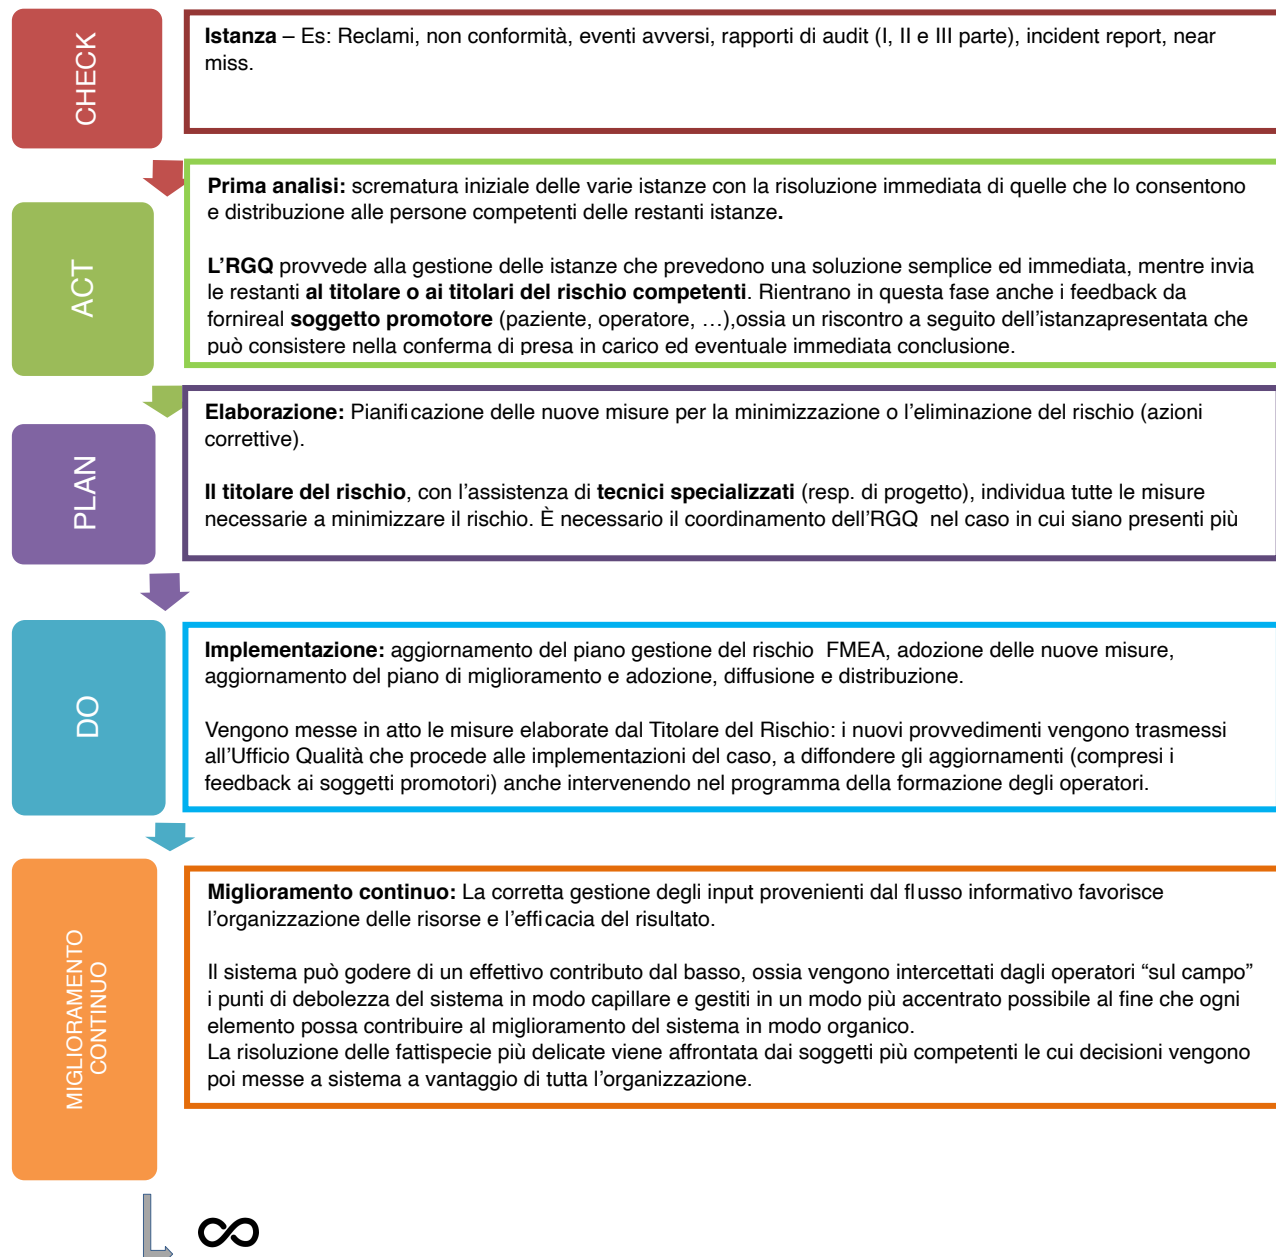 CHECK
Istanza – Es: Reclami, non conformità, eventi avversi, rapporti di audit (I, II e III parte), incident report, near
miss.
ACT
Prima analisi: scrematura iniziale delle varie istanze con la risoluzione immediata di quelle che lo consentono
e distribuzione alle persone competenti delle restanti istanze.
L’RGQ provvede alla gestione delle istanze che prevedono una soluzione semplice ed immediata, mentre invia
le restanti al titolare o ai titolari del rischio competenti. Rientrano in questa fase anche i feedback da
fornireal soggetto promotore (paziente, operatore, …),ossia un riscontro a seguito dell’istanzapresentata che
può consistere nella conferma di presa in carico ed eventuale immediata conclusione.
PLAN
Elaborazione: Pianificazione delle nuove misure per la minimizzazione o l’eliminazione del rischio (azioni
correttive).
Il titolare del rischio, con l’assistenza di tecnici specializzati (resp. di progetto), individua tutte le misure
necessarie a minimizzare il rischio. È necessario il coordinamento dell’RGQ nel caso in cui siano presenti più
DO
Implementazione: aggiornamento del piano gestione del rischio FMEA, adozione delle nuove misure,
aggiornamento del piano di miglioramento e adozione, diffusione e distribuzione.
Vengono messe in atto le misure elaborate dal Titolare del Rischio: i nuovi provvedimenti vengono trasmessi
all’Ufficio Qualità che procede alle implementazioni del caso, a diffondere gli aggiornamenti (compresi i
feedback ai soggetti promotori) anche intervenendo nel programma della formazione degli operatori.
MIGLIORAMENTO
CONTINUO
Miglioramento continuo: La corretta gestione degli input provenienti dal flusso informativo favorisce
l’organizzazione delle risorse e l’efficacia del risultato.
Il sistema può godere di un effettivo contributo dal basso, ossia vengono intercettati dagli operatori “sul campo”
i punti di debolezza del sistema in modo capillare e gestiti in un modo più accentrato possibile al fine che ogni
elemento possa contribuire al miglioramento del sistema in modo organico.
La risoluzione delle fattispecie più delicate viene affrontata dai soggetti più competenti le cui decisioni vengono
poi messe a sistema a vantaggio di tutta l’organizzazione.
∞